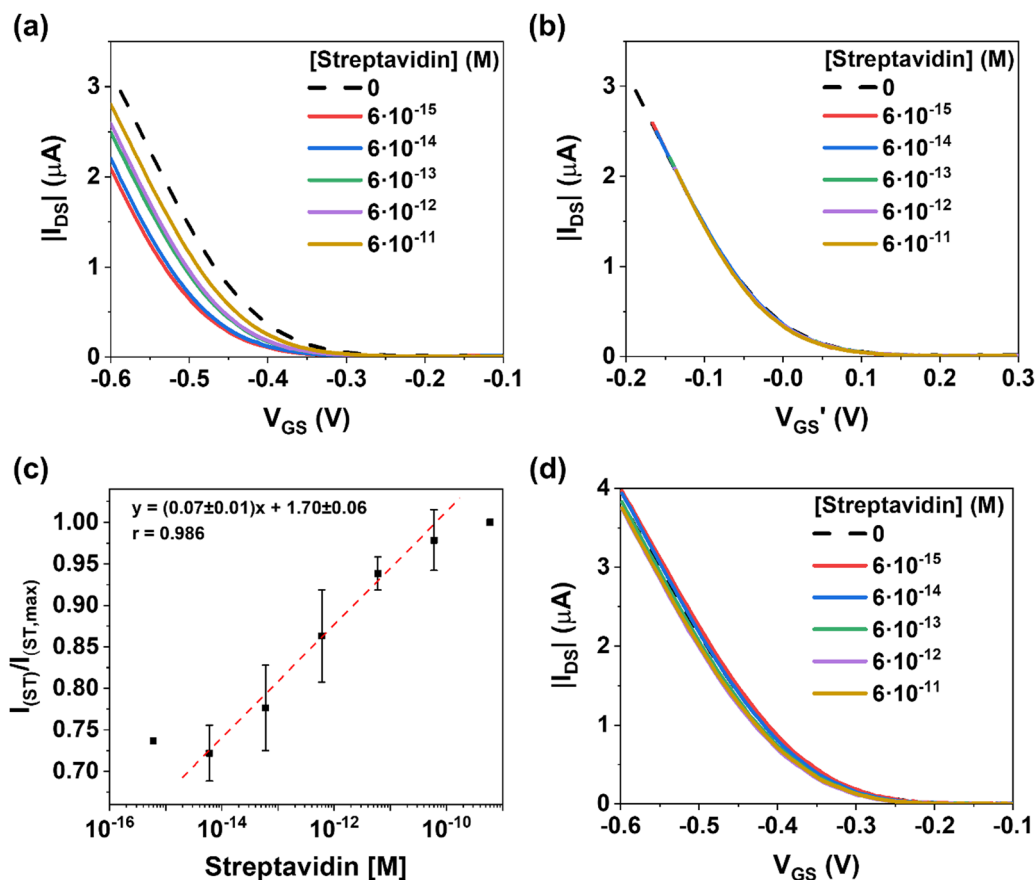 (a)
[Streptavidin] (M)
0
6·10⁻¹⁵
6·10⁻¹⁴
6·10⁻¹³
6·10⁻¹²
6·10⁻¹¹
3
2
1
0
|I_DS| (μA)
-0.6 -0.5 -0.4 -0.3 -0.2 -0.1
V_GS (V)
(b)
[Streptavidin] (M)
0
6·10⁻¹⁵
6·10⁻¹⁴
6·10⁻¹³
6·10⁻¹²
6·10⁻¹¹
3
2
1
0
|I_DS| (μA)
-0.2 -0.1 -0.0 0.1 0.2 0.3
V_GS' (V)
(c)
y = (0.07±0.01)x + 1.70±0.06
r = 0.986
1.00
0.95
0.90
0.85
0.80
0.75
0.70
I_(ST)/I_(ST,max)
10⁻¹⁶ 10⁻¹⁴ 10⁻¹² 10⁻¹⁰
Streptavidin [M]
(d)
[Streptavidin] (M)
0
6·10⁻¹⁵
6·10⁻¹⁴
6·10⁻¹³
6·10⁻¹²
6·10⁻¹¹
4
3
2
1
0
|I_DS| (μA)
-0.6 -0.5 -0.4 -0.3 -0.2 -0.1
V_GS (V)